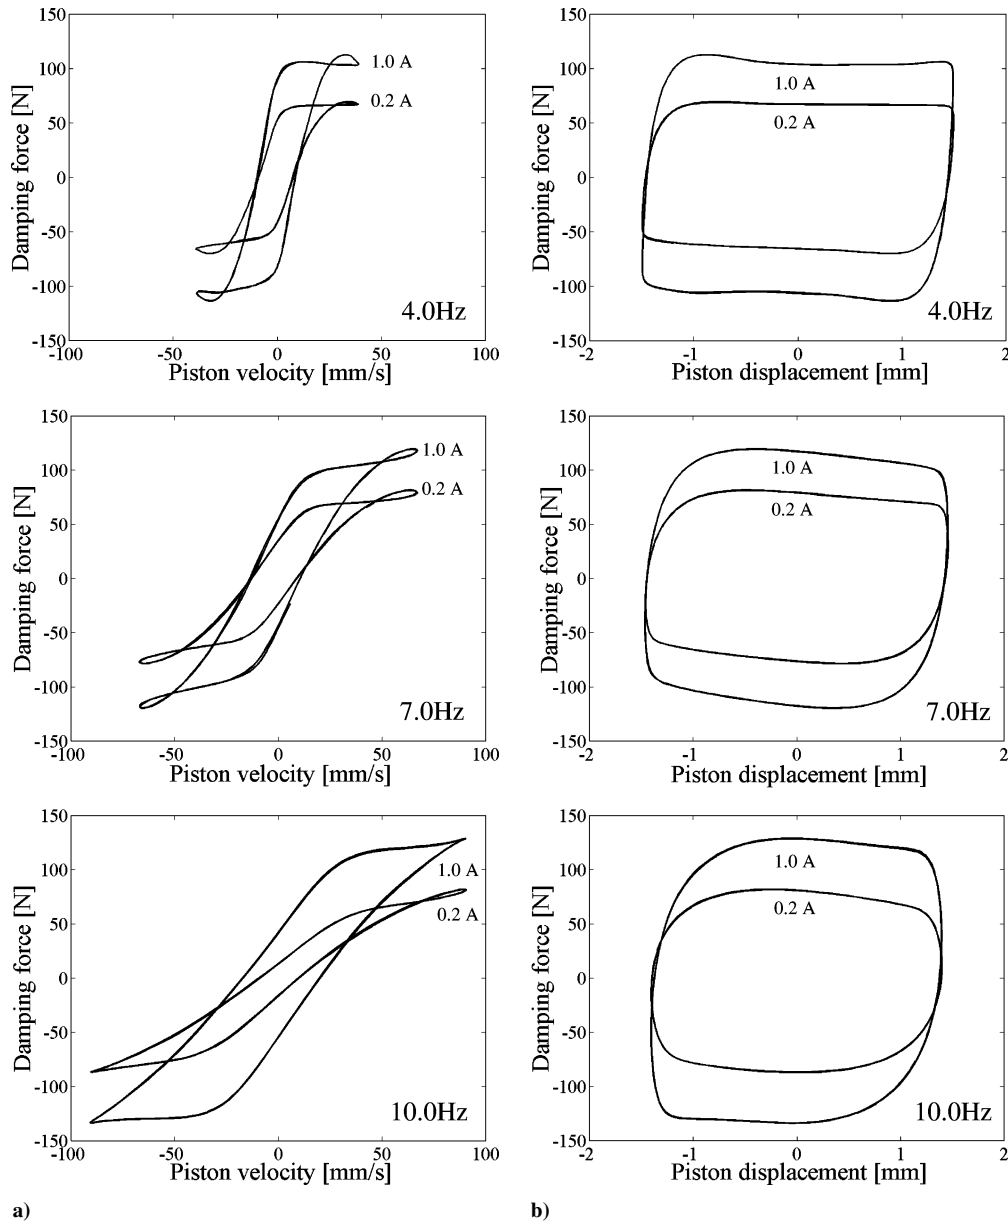 150
100
50
0
-50
-100
-150
-100
-50
0
50
100
Damping force [N]
Piston velocity [mm/s]
1.0 A
0.2 A
4.0Hz
150
100
50
0
-50
-100
-150
-2
-1
0
1
2
Damping force [N]
Piston displacement [mm]
1.0 A
0.2 A
4.0Hz
150
100
50
0
-50
-100
-150
-100
-50
0
50
100
Damping force [N]
Piston velocity [mm/s]
1.0 A
0.2 A
7.0Hz
150
100
50
0
-50
-100
-150
-2
-1
0
1
2
Damping force [N]
Piston displacement [mm]
1.0 A
0.2 A
7.0Hz
150
100
50
0
-50
-100
-150
-100
-50
0
50
100
Damping force [N]
Piston velocity [mm/s]
1.0 A
0.2 A
10.0Hz
150
100
50
0
-50
-100
-150
-2
-1
0
1
2
Damping force [N]
Piston displacement [mm]
1.0 A
0.2 A
10.0Hz
a)
b)